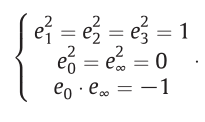 e₁² = e₂² = e₃² = 1
e₀² = e∞² = 0
e₀ · e∞ = −1
.